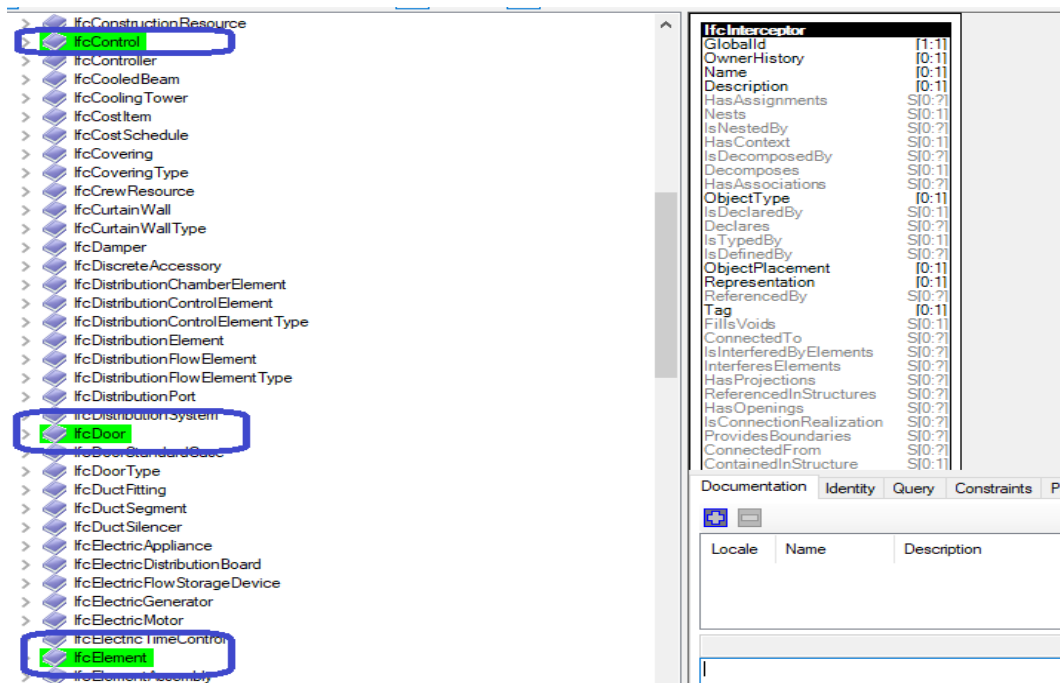 IfcConstructionResource
IfcControl
IfcController
IfcCooledBeam
IfcCoolingTower
IfcCostItem
IfcCostSchedule
IfcCovering
IfcCoveringType
IfcCrewResource
IfcCurtainWall
IfcCurtainWallType
IfcDamper
IfcDiscreteAccessory
IfcDistributionChamberElement
IfcDistributionControlElement
IfcDistributionControlElementType
IfcDistributionElement
IfcDistributionFlowElement
IfcDistributionFlowElementType
IfcDistributionPort
IfcDistributionSystem
IfcDoor
IfcDoorStandardCase
IfcDoorType
IfcDuctFitting
IfcDuctSegment
IfcDuctSilencer
IfcElectricAppliance
IfcElectricDistributionBoard
IfcElectricFlowStorageDevice
IfcElectricGenerator
IfcElectricMotor
IfcElectricTimeControl
IfcElement
IfcElementAssembly
IfcInterceptor
GlobalId [1:1]
OwnerHistory [0:1]
Name [0:1]
Description [0:1]
HasAssignments S[0:?]
Nests S[0:1]
IsNestedBy S[0:?]
HasContext S[0:1]
IsDecomposedBy S[0:?]
Decomposes S[0:1]
HasAssociations S[0:?]
ObjectType [0:1]
IsDeclaredBy S[0:1]
Declares S[0:?]
IsTypedBy S[0:1]
IsDefinedBy S[0:?]
ObjectPlacement [0:1]
Representation [0:1]
ReferencedBy S[0:?]
Tag [0:1]
FillsVoids S[0:1]
ConnectedTo S[0:?]
IsInterferedByElements S[0:?]
InterferesElements S[0:?]
HasProjections S[0:?]
ReferencedInStructures S[0:?]
HasOpenings S[0:?]
IsConnectionRealization S[0:?]
ProvidesBoundaries S[0:?]
ConnectedFrom S[0:?]
ContainedInStructure S[0:1]
Documentation Identity Query Constraints P
Locale Name Description